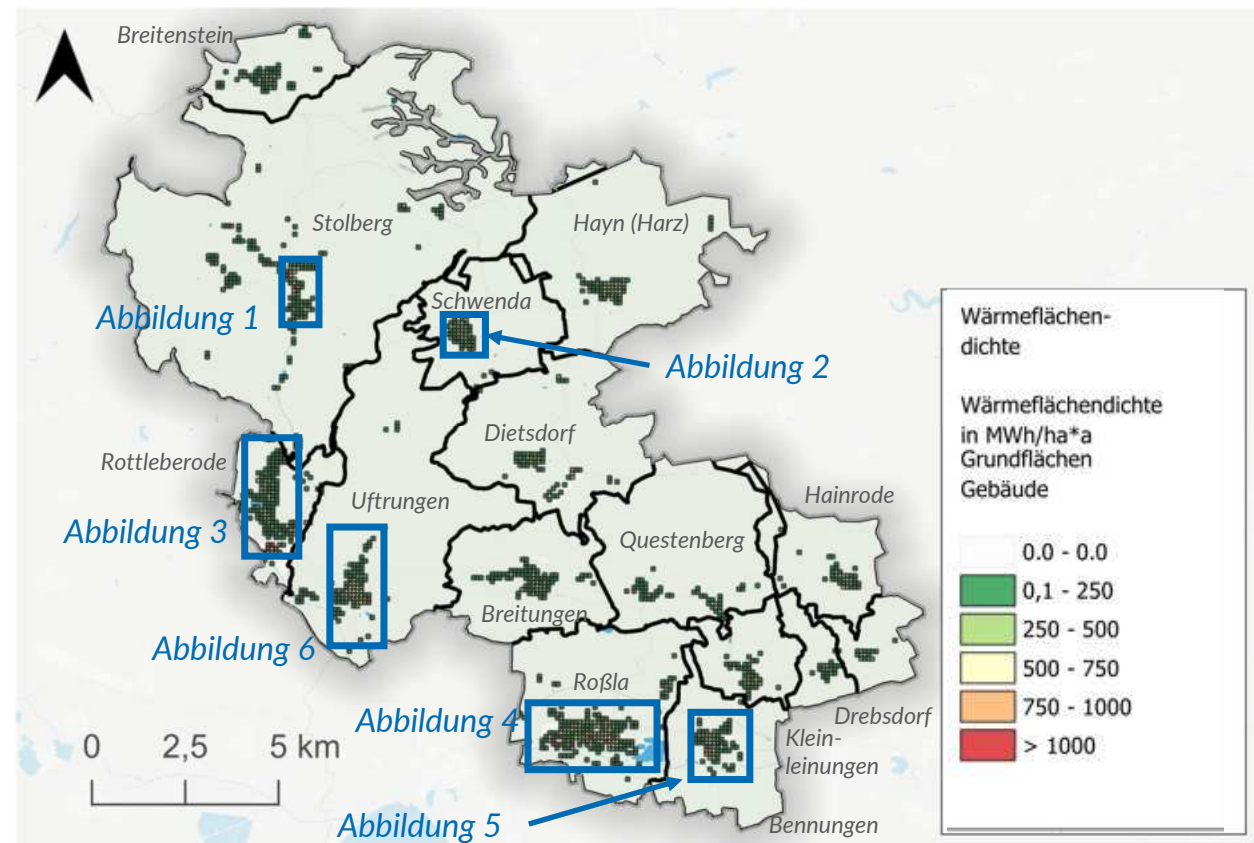 Breitenstein
Stolberg
Hayn (Harz)
Abbildung 1
Schwenda
Abbildung 2
Rottleberode
Dietsdorf
Abbildung 3
Uftrungen
Hainrode
Questenberg
Breitungen
Abbildung 6
Roßla
Abbildung 4
Drebsdorf
Klein-
leinungen
Abbildung 5
Bennungen
0 2,5 5 km
Wärmeflächen-
dichte
Wärmeflächendichte
in MWh/ha*a
Grundflächen
Gebäude
0.0 - 0.0
0,1 - 250
250 - 500
500 - 750
750 - 1000
> 1000